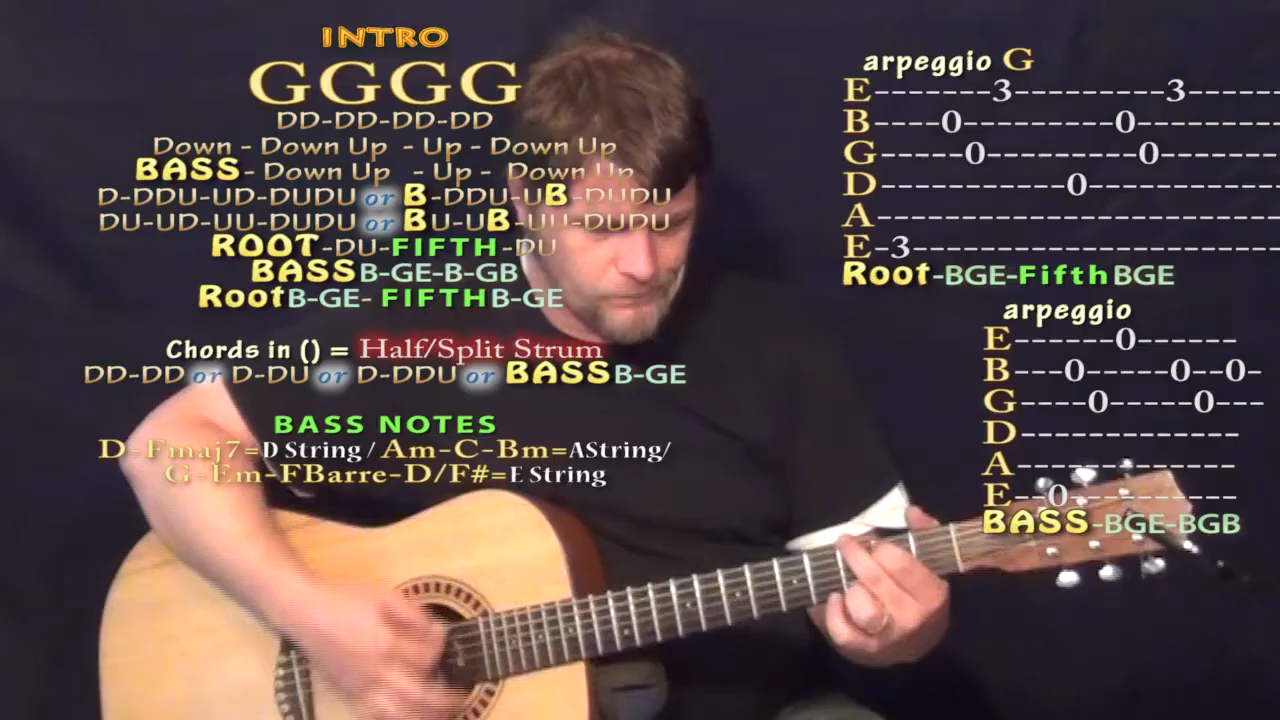 INTRO
GGGG
DD-DD-DD-DD
Down - Down Up - Up - Down Up
BASS - Down Up - Up - Down Up
D-DDU-UD-DUDU or B-DDU-UB-DUDU
DU-UD-UU-DUDU or BU-UB-UU-DUDU
ROOT-DU-FIFTH-DU
BASS B-GE-B-GB
Root B-GE- FIFTH B-GE
Chords in () = Half/Split Strum
DD-DD or D-DU or D-DDU or BASS B-GE
BASS NOTES
D-Fmaj7=D String / Am-C-Bm=AString/
G-Em-FBarre-D/F#=E String
arpeggio G
E-------3---------3-----
B----0---------0--------
G-----0---------0-------
D-----------0-----------
A-----------------------
E-3---------------------
Root-BGE-Fifth BGE
arpeggio
E------0------
B---0-----0--0-
G----0-----0---
D-------------
A-------------
E--0----------
BASS-BGE-BGB